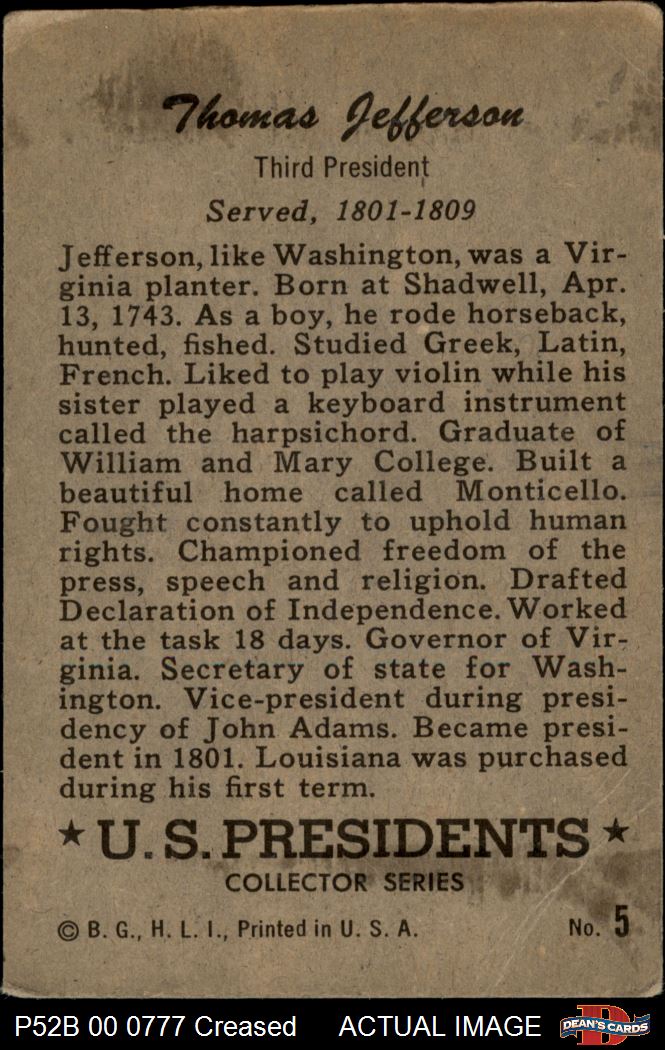 Thomas Jefferson
Third President
Served, 1801-1809
Jefferson, like Washington, was a Vir-
ginia planter. Born at Shadwell, Apr.
13, 1743. As a boy, he rode horseback,
hunted, fished. Studied Greek, Latin,
French. Liked to play violin while his
sister played a keyboard instrument
called the harpsichord. Graduate of
William and Mary College. Built a
beautiful home called Monticello.
Fought constantly to uphold human
rights. Championed freedom of the
press, speech and religion. Drafted
Declaration of Independence. Worked
at the task 18 days. Governor of Vir-
ginia. Secretary of state for Wash-
ington. Vice-president during presi-
dency of John Adams. Became presi-
dent in 1801. Louisiana was purchased
during his first term.
★ U.S. PRESIDENTS ★
COLLECTOR SERIES
© B. G., H. L. I., Printed in U. S. A. No. 5
P52B 00 0777 Creased ACTUAL IMAGE D DEAN'S CARDS